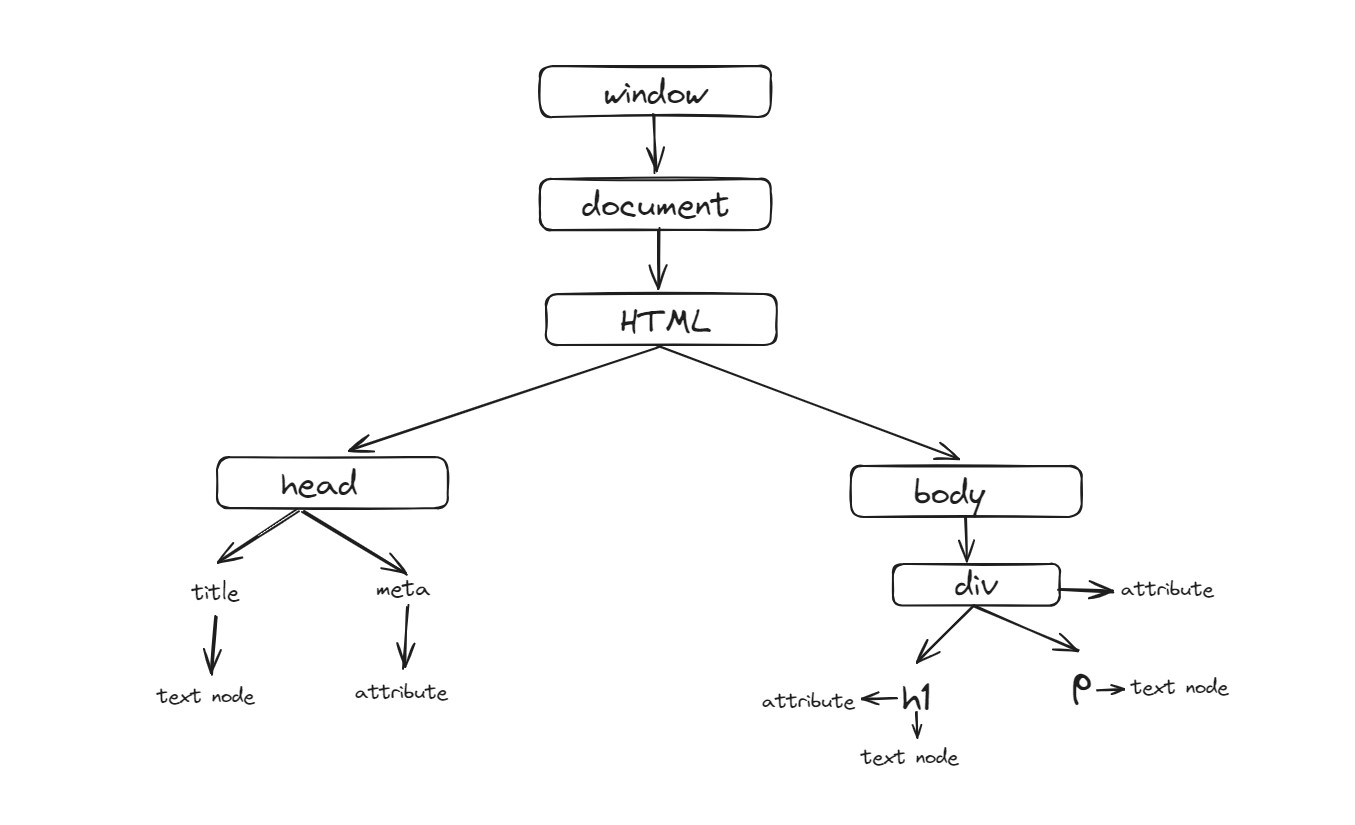 window
document
HTML
head
body
title
meta
div
attribute
text node
attribute
attribute
h1
p
text node
text node